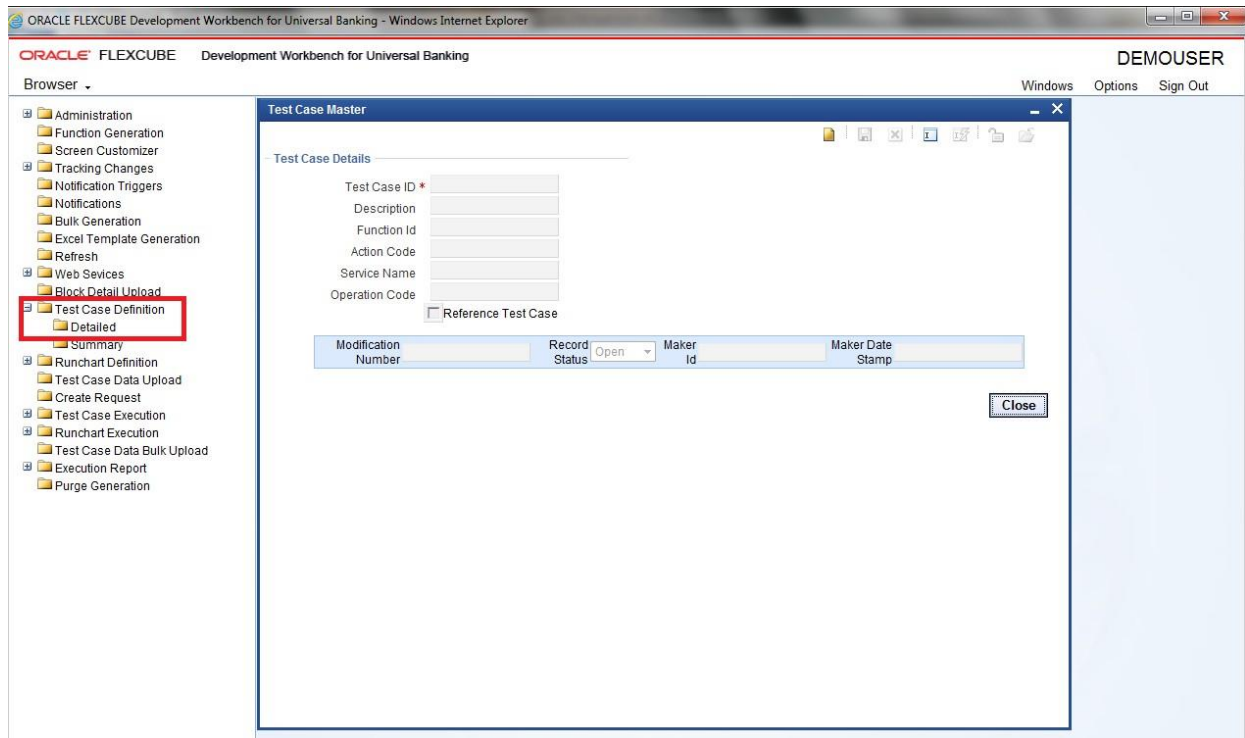 ORACLE FLEXCUBE Development Workbench for Universal Banking - Windows Internet Explorer
ORACLE FLEXCUBE Development Workbench for Universal Banking
DEMOUSER
Browser
Windows Options Sign Out
Administration
Function Generation
Screen Customizer
Tracking Changes
Notification Triggers
Notifications
Bulk Generation
Excel Template Generation
Refresh
Web Sevices
Block Detail Upload
Test Case Definition
Detailed
Summary
Runchart Definition
Test Case Data Upload
Create Request
Test Case Execution
Runchart Execution
Test Case Data Bulk Upload
Execution Report
Purge Generation
Test Case Master
Test Case Details
Test Case ID *
Description
Function Id
Action Code
Service Name
Operation Code
Reference Test Case
Modification Number
Record Status Open
Maker Id
Maker Date Stamp
Close